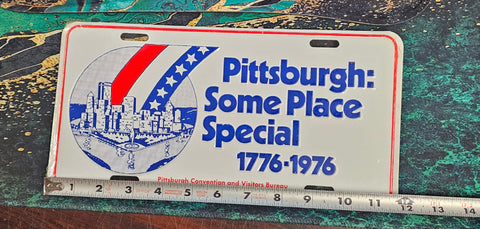 Pittsburgh:
Some Place
Special
1776-1976
Pittsburgh Convention and Visitors Bureau
1 2 3 4 5 6 7 8 9 10 11 12 13 14